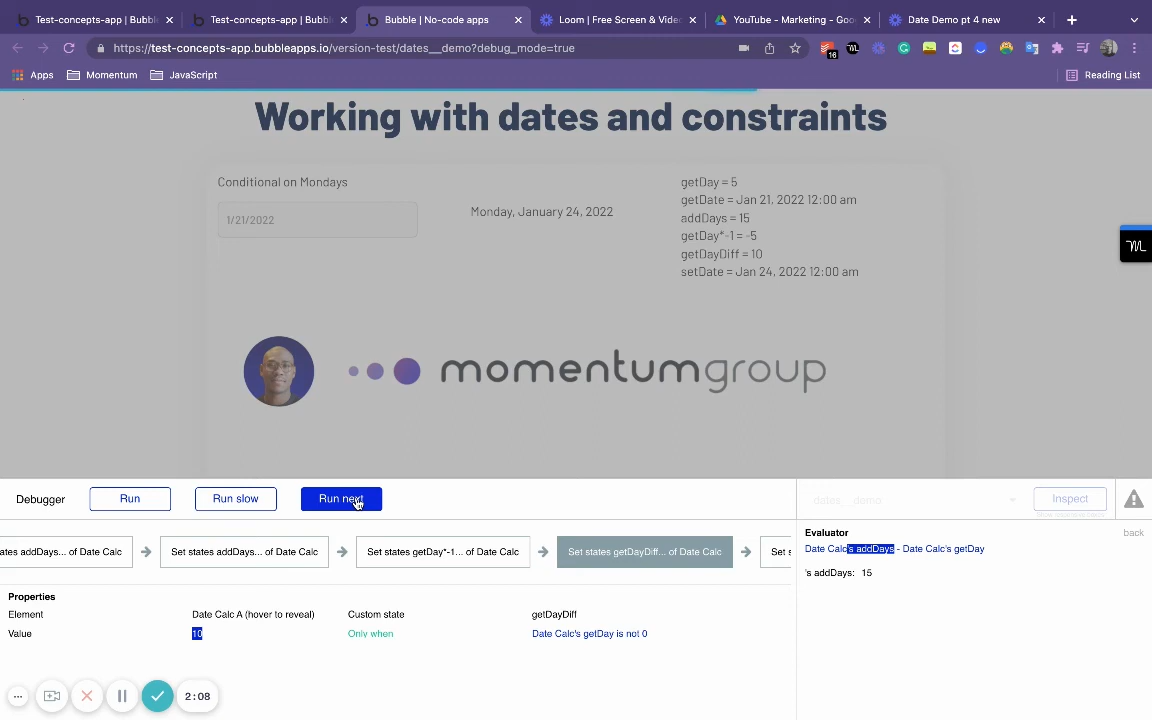 Test-concepts-app | Bubbl
Test-concepts-app | Bubbl
Bubble | No-code apps
Loom | Free Screen & Video
YouTube - Marketing - Goo
Date Demo pt 4 new
https://test-concepts-app.bubbleapps.io/version-test/dates__demo?debug_mode=true
16
Apps
Momentum
JavaScript
Reading List
Working with dates and constraints
Conditional on Mondays
1/21/2022
Monday, January 24, 2022
getDay = 5
getDate = Jan 21, 2022 12:00 am
addDays = 15
getDay*-1 = -5
getDayDiff = 10
setDate = Jan 24, 2022 12:00 am
momentumgroup
Debugger
Run
Run slow
Run next
dates__demo
Inspect
ates addDays... of Date Calc
Set states addDays... of Date Calc
Set states getDay*-1... of Date Calc
Set states getDayDiff... of Date Calc
Set s
Evaluator
back
Date Calc's addDays - Date Calc's getDay
's addDays: 15
Properties
Element
Date Calc A (hover to reveal)
Custom state
getDayDiff
Value
10
Only when
Date Calc's getDay is not 0
2:08